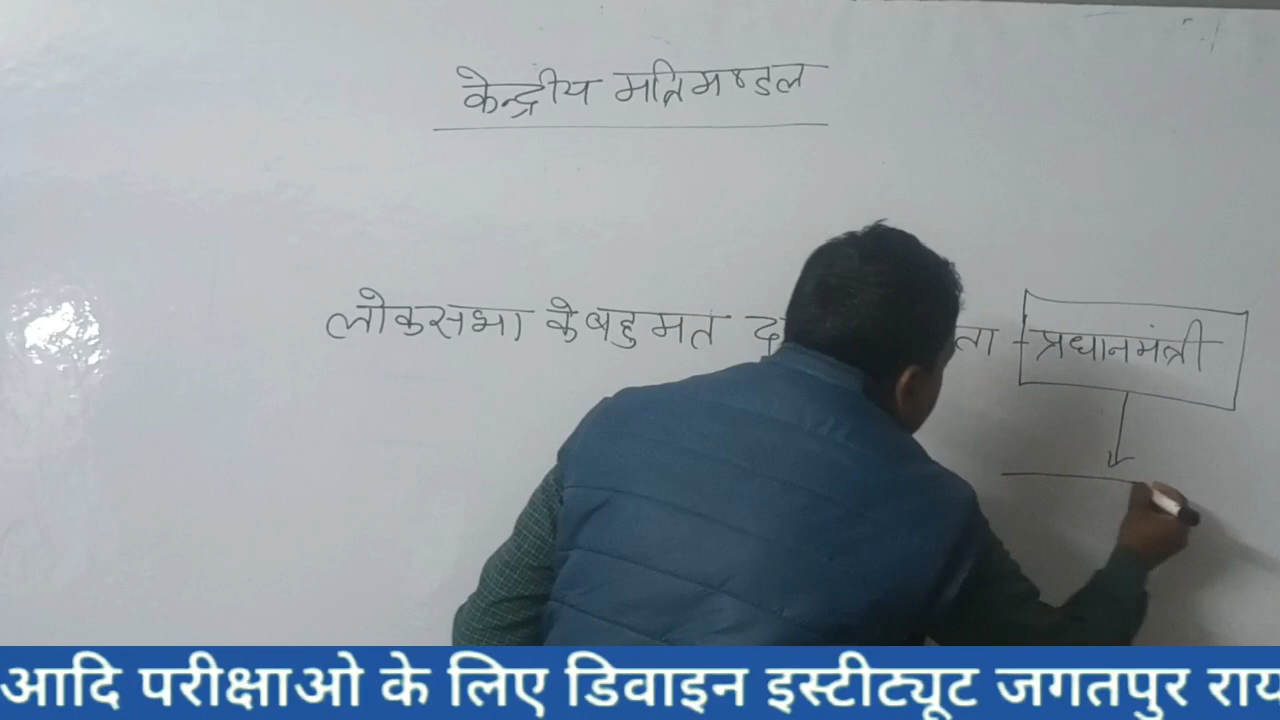 केन्द्रीय मत्रिमण्डल
लोकसभा के बहुमत ता - प्रधानमंत्री
आदि परीक्षाओ के लिए डिवाइन इस्टीट्यूट जगतपुर राय